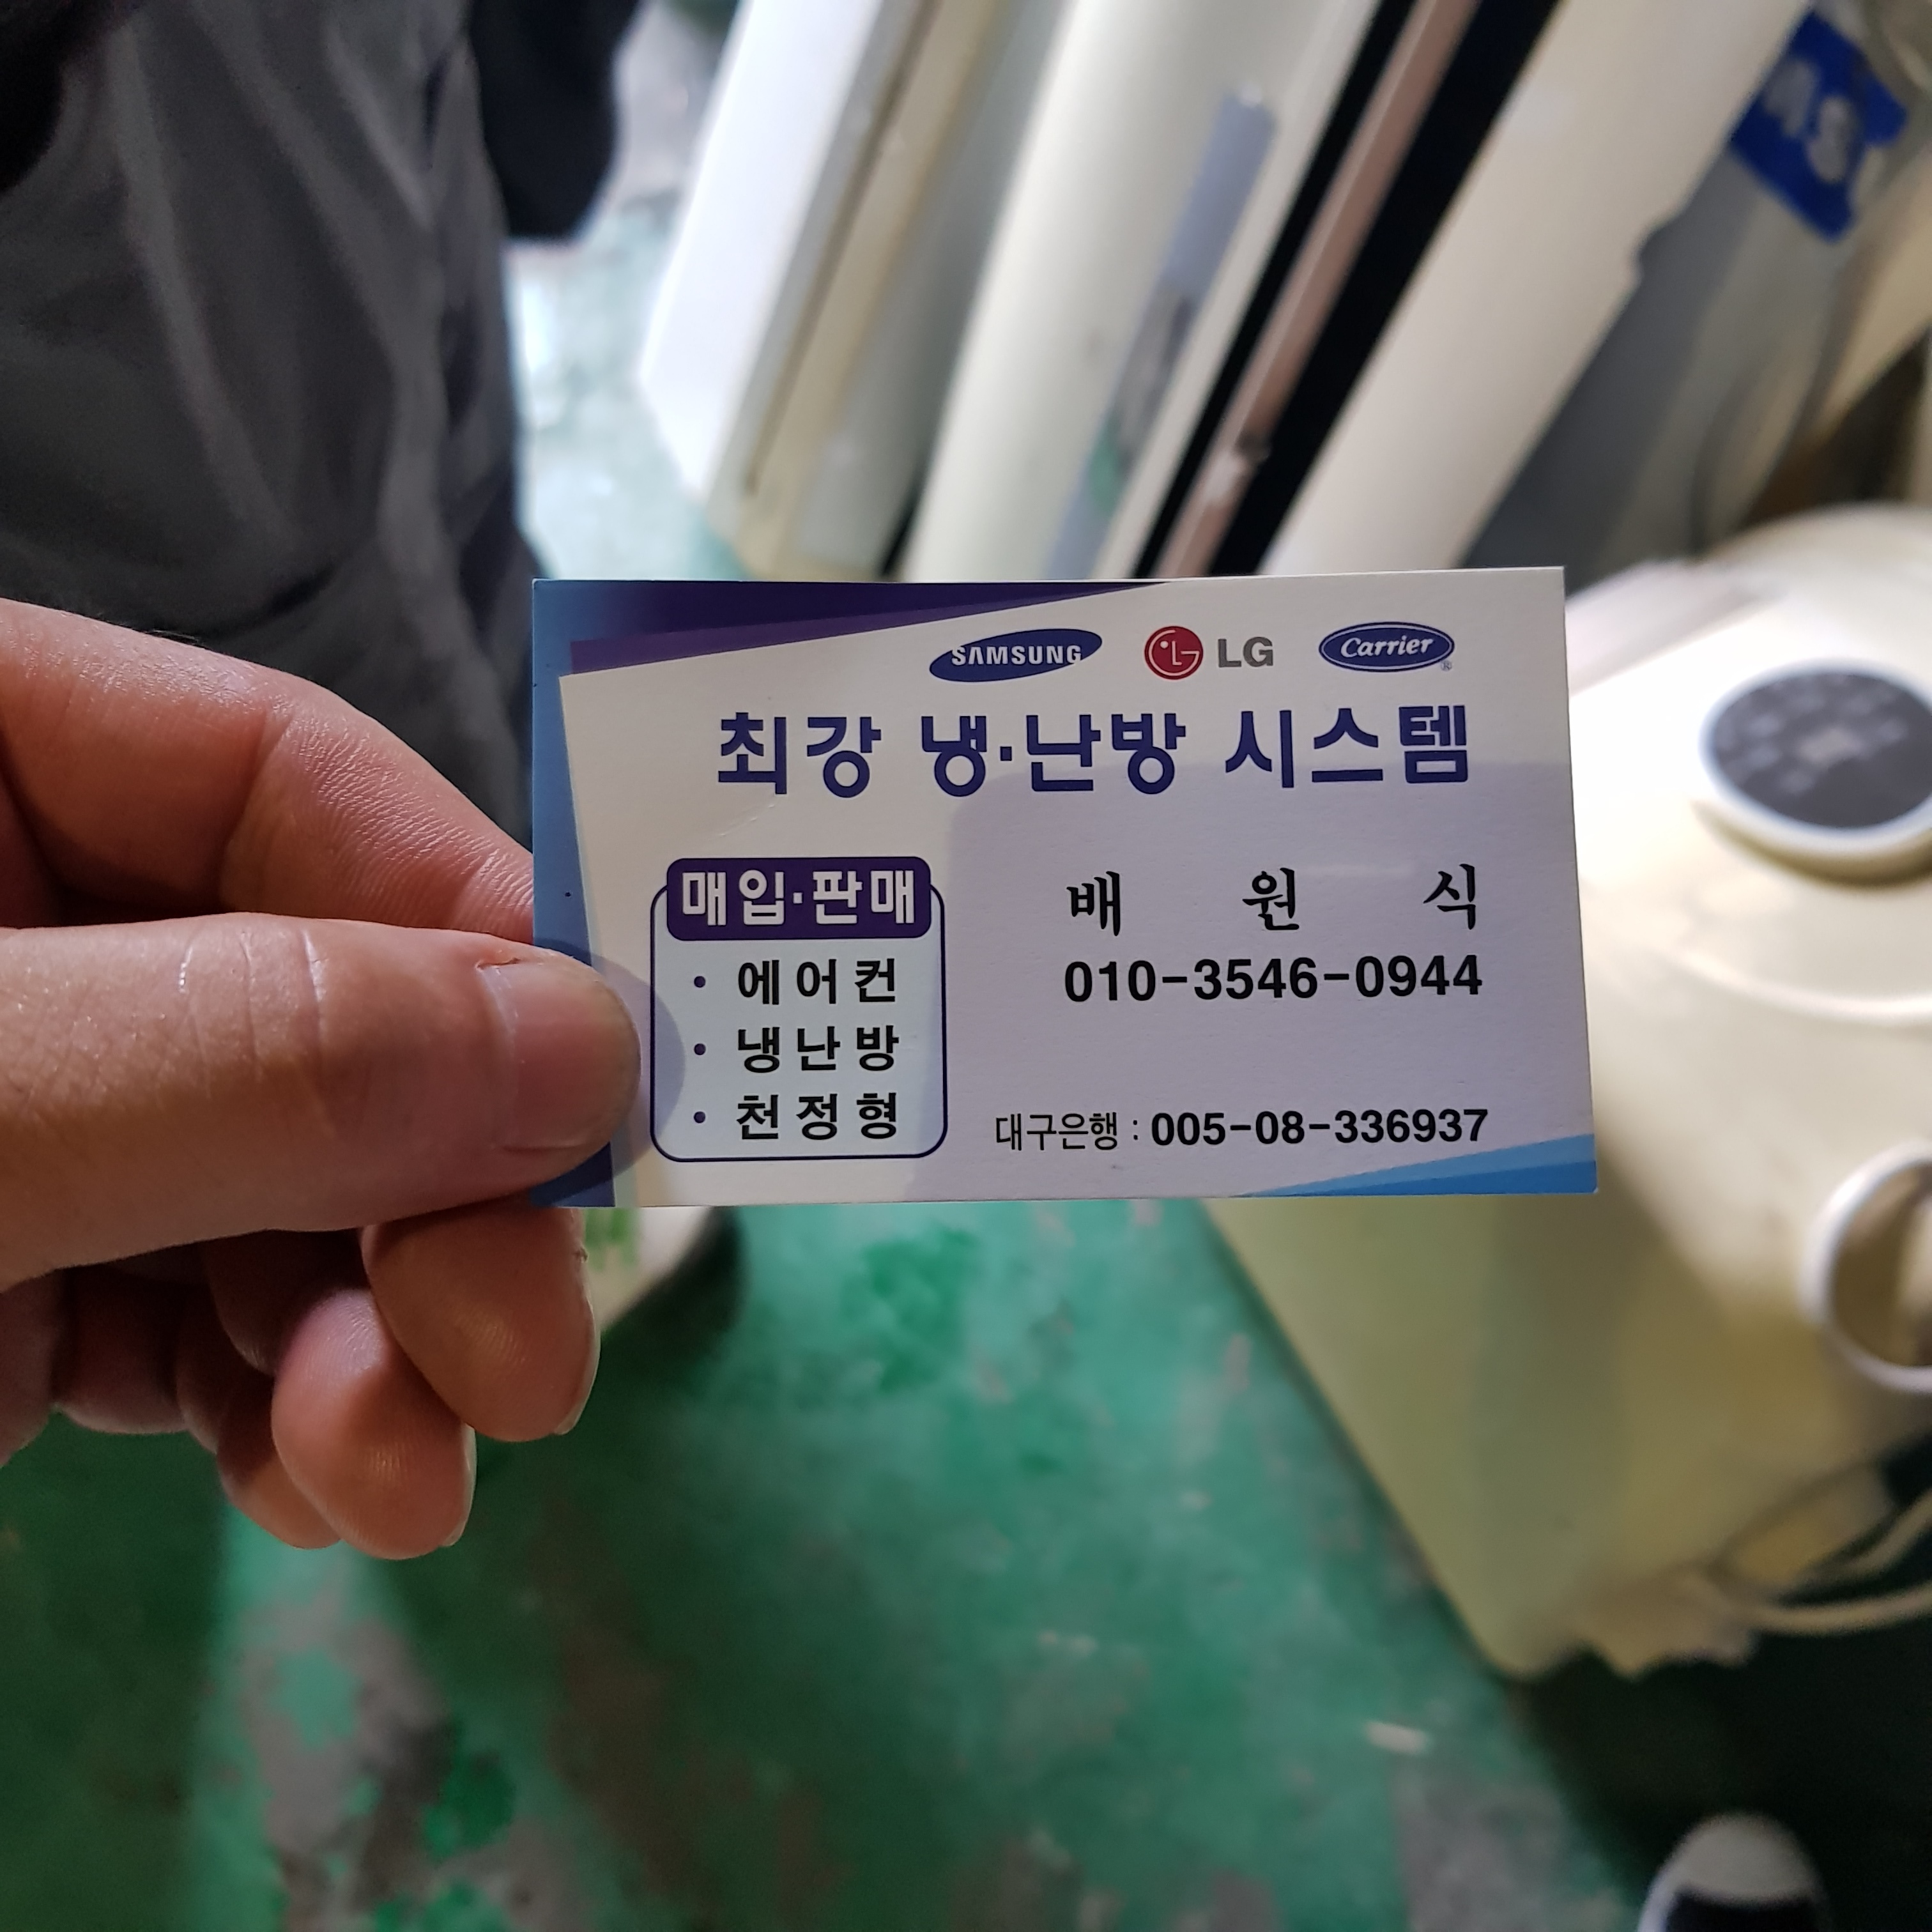 SAMSUNG LG Carrier
최강 냉·난방 시스템
매입·판매
· 에어컨
· 냉난방
· 천정형
배 원 식
010-3546-0944
대구은행 : 005-08-336937